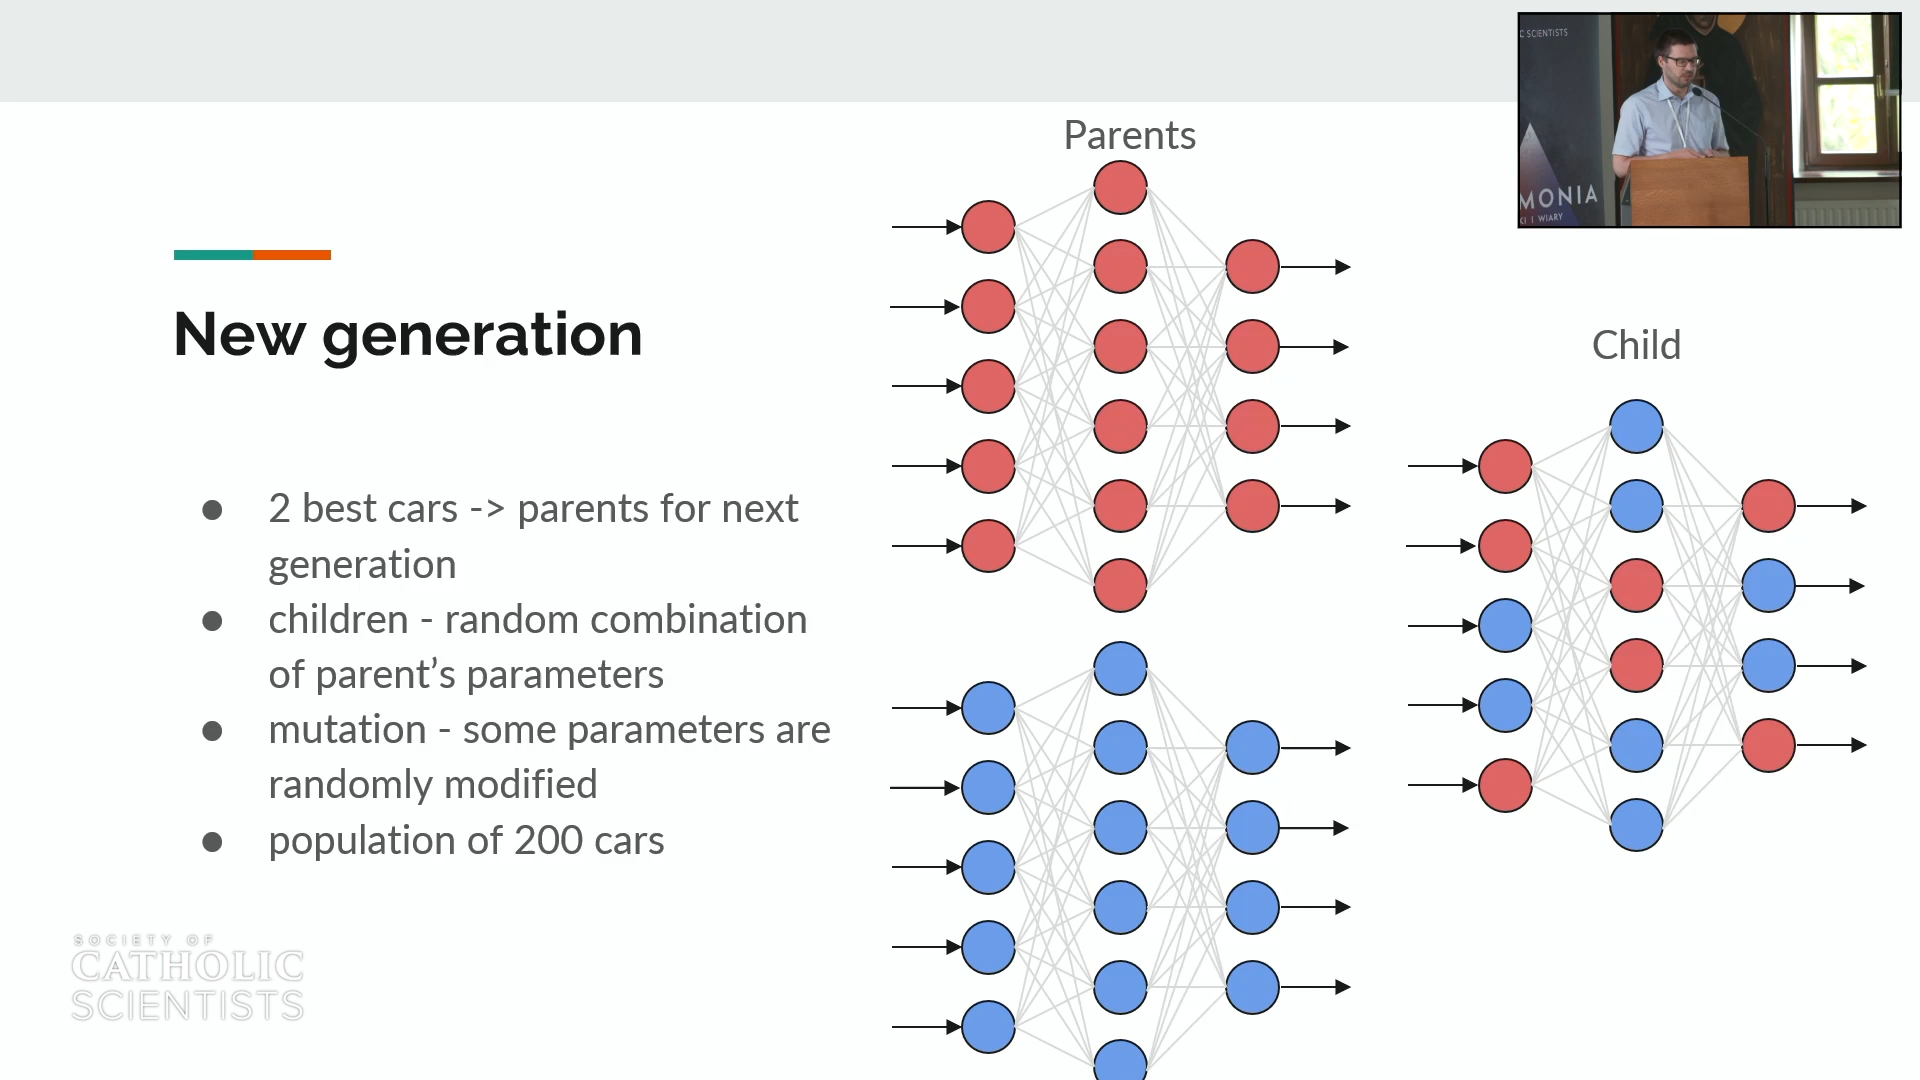 Parents
Child
New generation
● 2 best cars -> parents for next
generation
● children - random combination
of parent’s parameters
● mutation - some parameters are
randomly modified
● population of 200 cars
SOCIETY OF
CATHOLIC
SCIENTISTS
C SCIENTISTS
MONIA
KI I WIARY